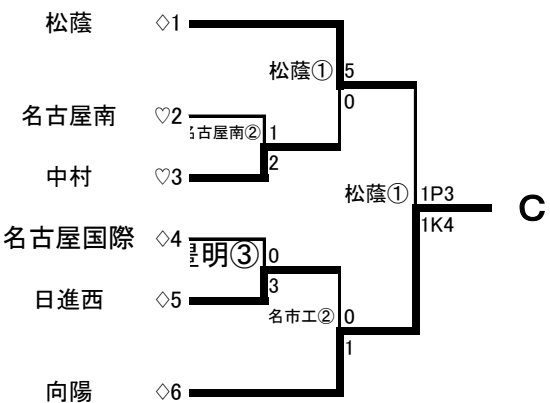 松蔭 ♢1
松蔭① 5
0
名古屋南 ♡2
名古屋南② 1
2
中村 ♡3
松蔭① 1P3
1K4
C
名古屋国際 ♢4
豊明③ 0
3
日進西 ♢5
名市工② 0
1
向陽 ♢6